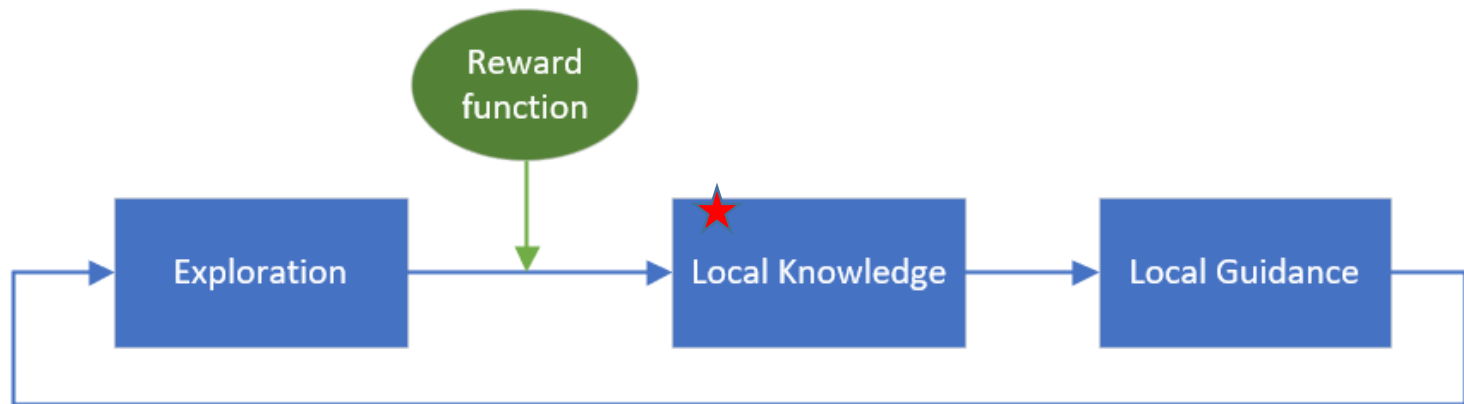 Reward
function
Exploration
Local Knowledge
Local Guidance